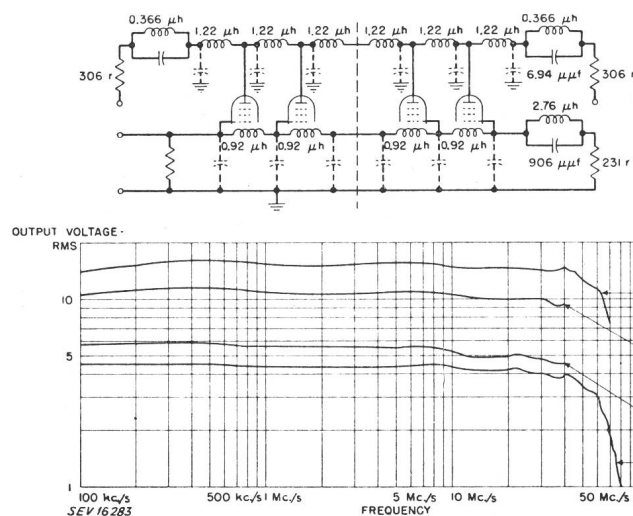 0.366 μh
1.22 μh
1.22 μh
1.22 μh
1.22 μh
1.22 μh
1.22 μh
0.366 μh
306 r
6.94 μμf
306 r
2.76 μh
0.92 μh
0.92 μh
0.92 μh
0.92 μh
906 μμf
231 r
OUTPUT VOLTAGE·
RMS
10
5
1
100 kc./s
500 kc./s
1 Mc./s
5 Mc./s
10 Mc./s
50 Mc./s
SEV 16283
FREQUENCY